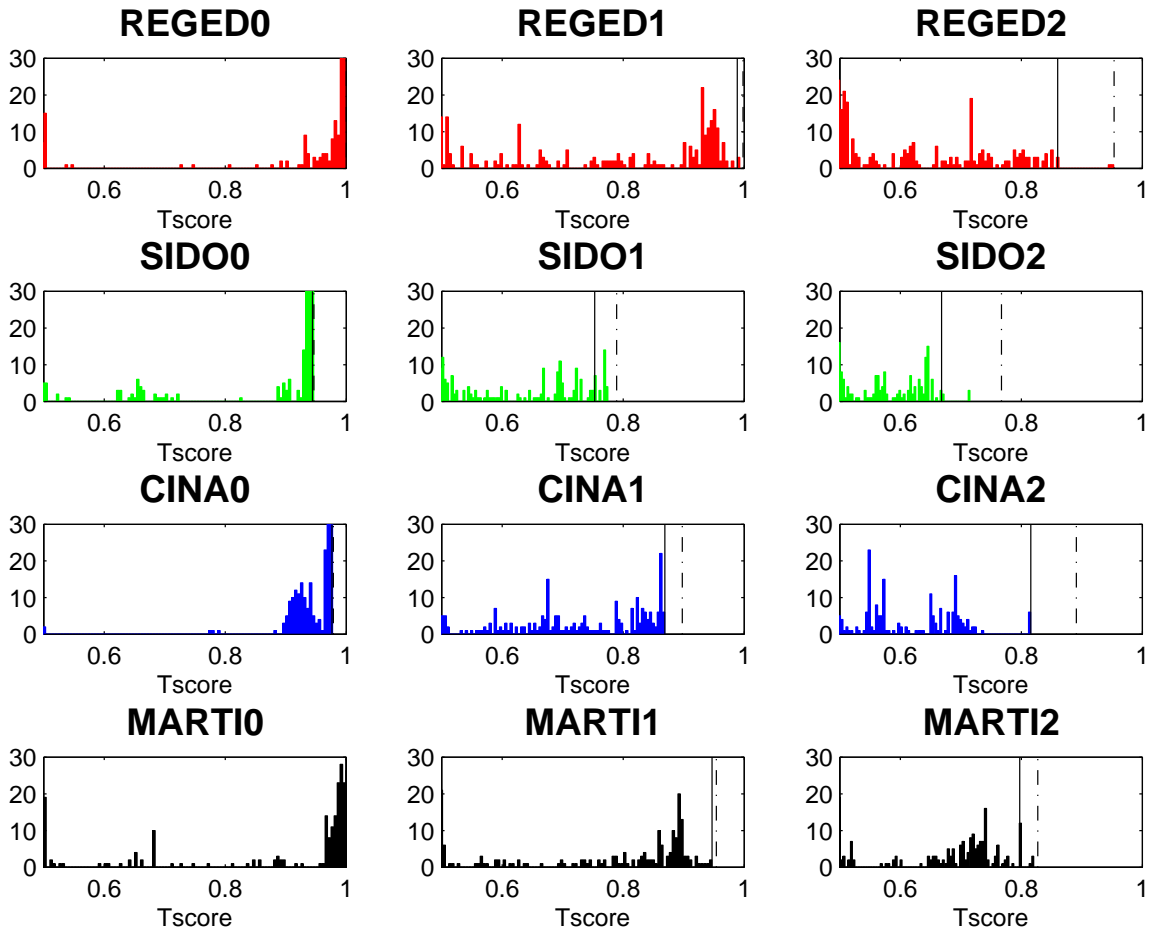 REGED0 REGED1 REGED2
30 30 30
20 20 20
10 10 10
0 0 0
0.6 0.8 1 0.6 0.8 1 0.6 0.8 1
Tscore Tscore Tscore
SIDO0 SIDO1 SIDO2
30 30 30
20 20 20
10 10 10
0 0 0
0.6 0.8 1 0.6 0.8 1 0.6 0.8 1
Tscore Tscore Tscore
CINA0 CINA1 CINA2
30 30 30
20 20 20
10 10 10
0 0 0
0.6 0.8 1 0.6 0.8 1 0.6 0.8 1
Tscore Tscore Tscore
MARTI0 MARTI1 MARTI2
30 30 30
20 20 20
10 10 10
0 0 0
0.6 0.8 1 0.6 0.8 1 0.6 0.8 1
Tscore Tscore Tscore